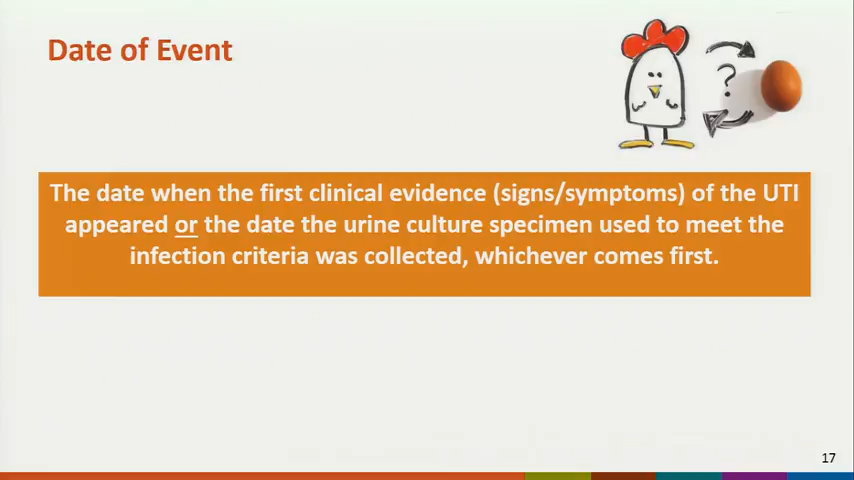 Date of Event
?
The date when the first clinical evidence (signs/symptoms) of the UTI
appeared or the date the urine culture specimen used to meet the
infection criteria was collected, whichever comes first.
17